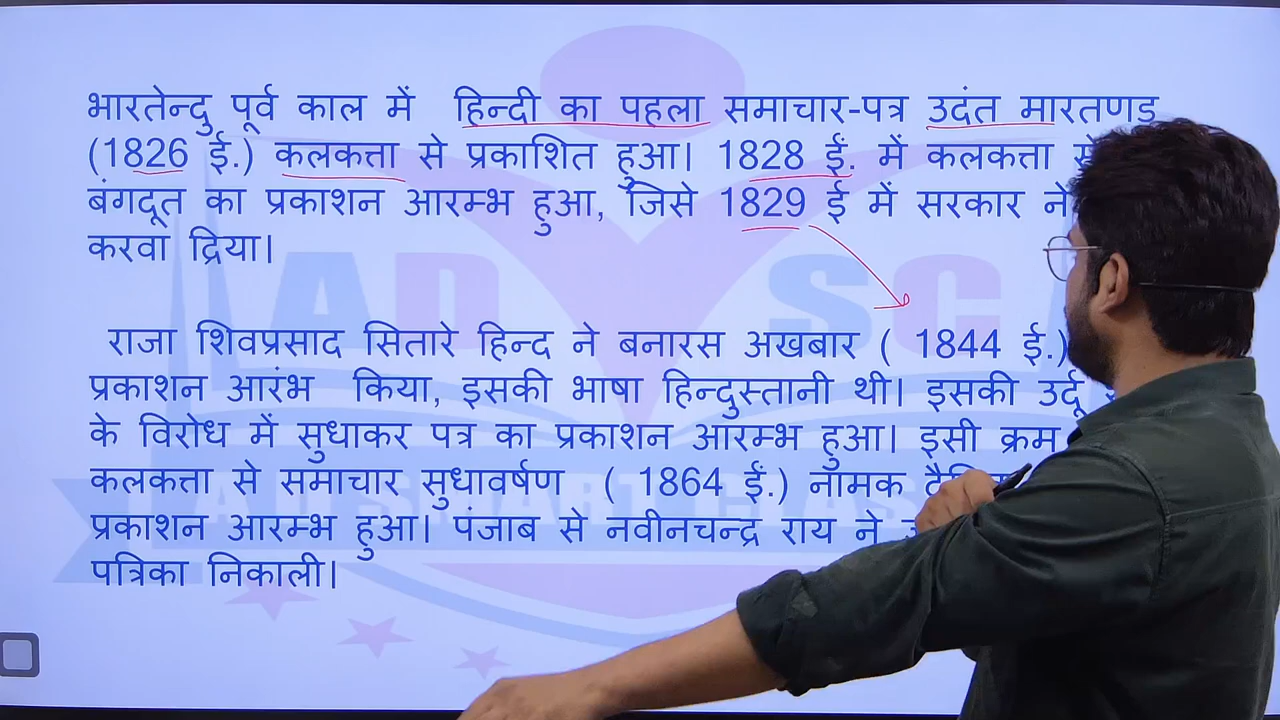 भारतेन्दु पूर्व काल में हिन्दी का पहला समाचार-पत्र उदंत मारतण्ड
(1826 ई.) कलकत्ता से प्रकाशित हुआ। 1828 ईं. में कलकत्ता
बंगदूत का प्रकाशन आरम्भ हुआ, जिसे 1829 ई में सरकार ने
करवा द्रिया।
राजा शिवप्रसाद सितारे हिन्द ने बनारस अखबार ( 1844 ई.)
प्रकाशन आरंभ किया, इसकी भाषा हिन्दुस्तानी थी। इसकी उर्दू
के विरोध में सुधाकर पत्र का प्रकाशन आरम्भ हुआ। इसी क्रम
कलकत्ता से समाचार सुधावर्षण ( 1864 ईं.) नामक
प्रकाशन आरम्भ हुआ। पंजाब से नवीनचन्द्र राय ने
पत्रिका निकाली।